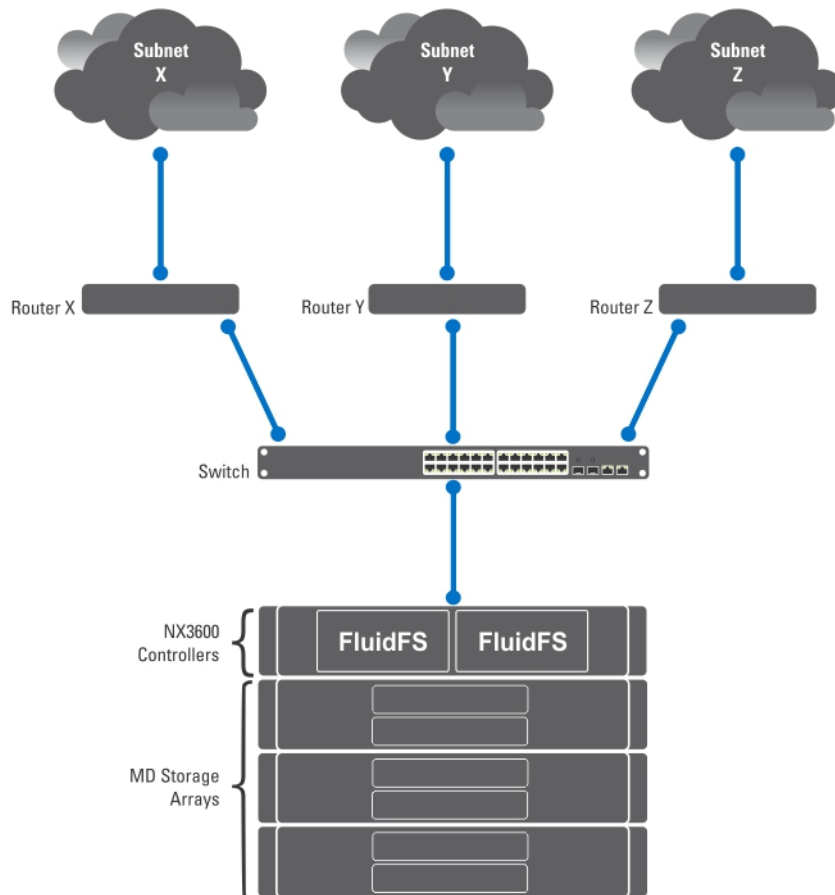 Subnet
X
Subnet
Y
Subnet
Z
Router X
Router Y
Router Z
Switch
NX3600
Controllers
FluidFS
FluidFS
MD Storage
Arrays